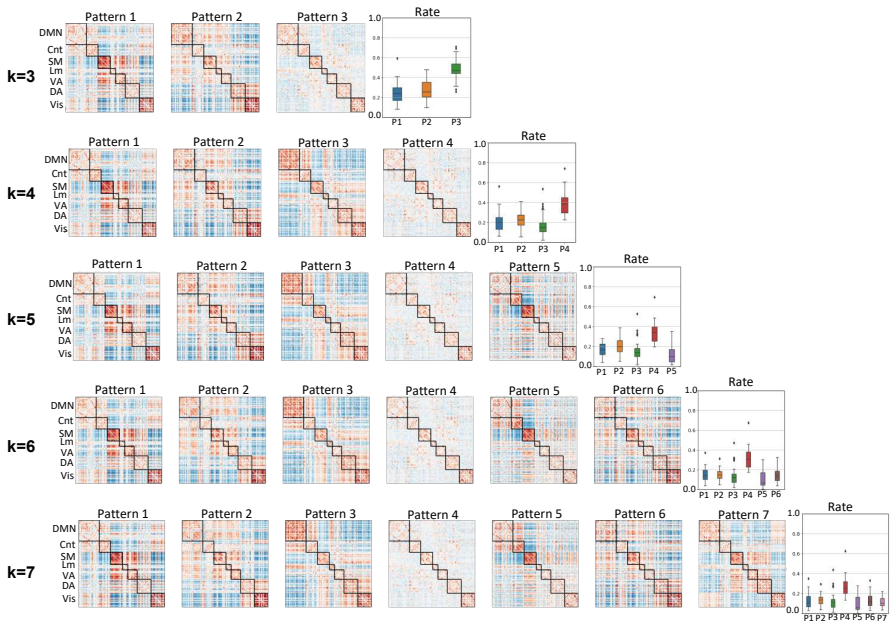 Pattern 1 Pattern 2 Pattern 3 Rate
k=3
DMN
Cnt
SM
Lm
VA
DA
Vis
1.0
0.8
0.6
0.4
0.2
0.0
P1 P2 P3
Pattern 1 Pattern 2 Pattern 3 Pattern 4 Rate
k=4
DMN
Cnt
SM
Lm
VA
DA
Vis
1.0
0.8
0.6
0.4
0.2
0.0
P1 P2 P3 P4
Pattern 1 Pattern 2 Pattern 3 Pattern 4 Pattern 5 Rate
k=5
DMN
Cnt
SM
Lm
VA
DA
Vis
1.0
0.8
0.6
0.4
0.2
0.0
P1 P2 P3 P4 P5
Pattern 1 Pattern 2 Pattern 3 Pattern 4 Pattern 5 Pattern 6 Rate
k=6
DMN
Cnt
SM
Lm
VA
DA
Vis
1.0
0.8
0.6
0.4
0.2
0.0
P1 P2 P3 P4 P5 P6
Pattern 1 Pattern 2 Pattern 3 Pattern 4 Pattern 5 Pattern 6 Pattern 7 Rate
k=7
DMN
Cnt
SM
Lm
VA
DA
Vis
1.0
0.8
0.6
0.4
0.2
0.0
P1 P2 P3 P4 P5 P6 P7